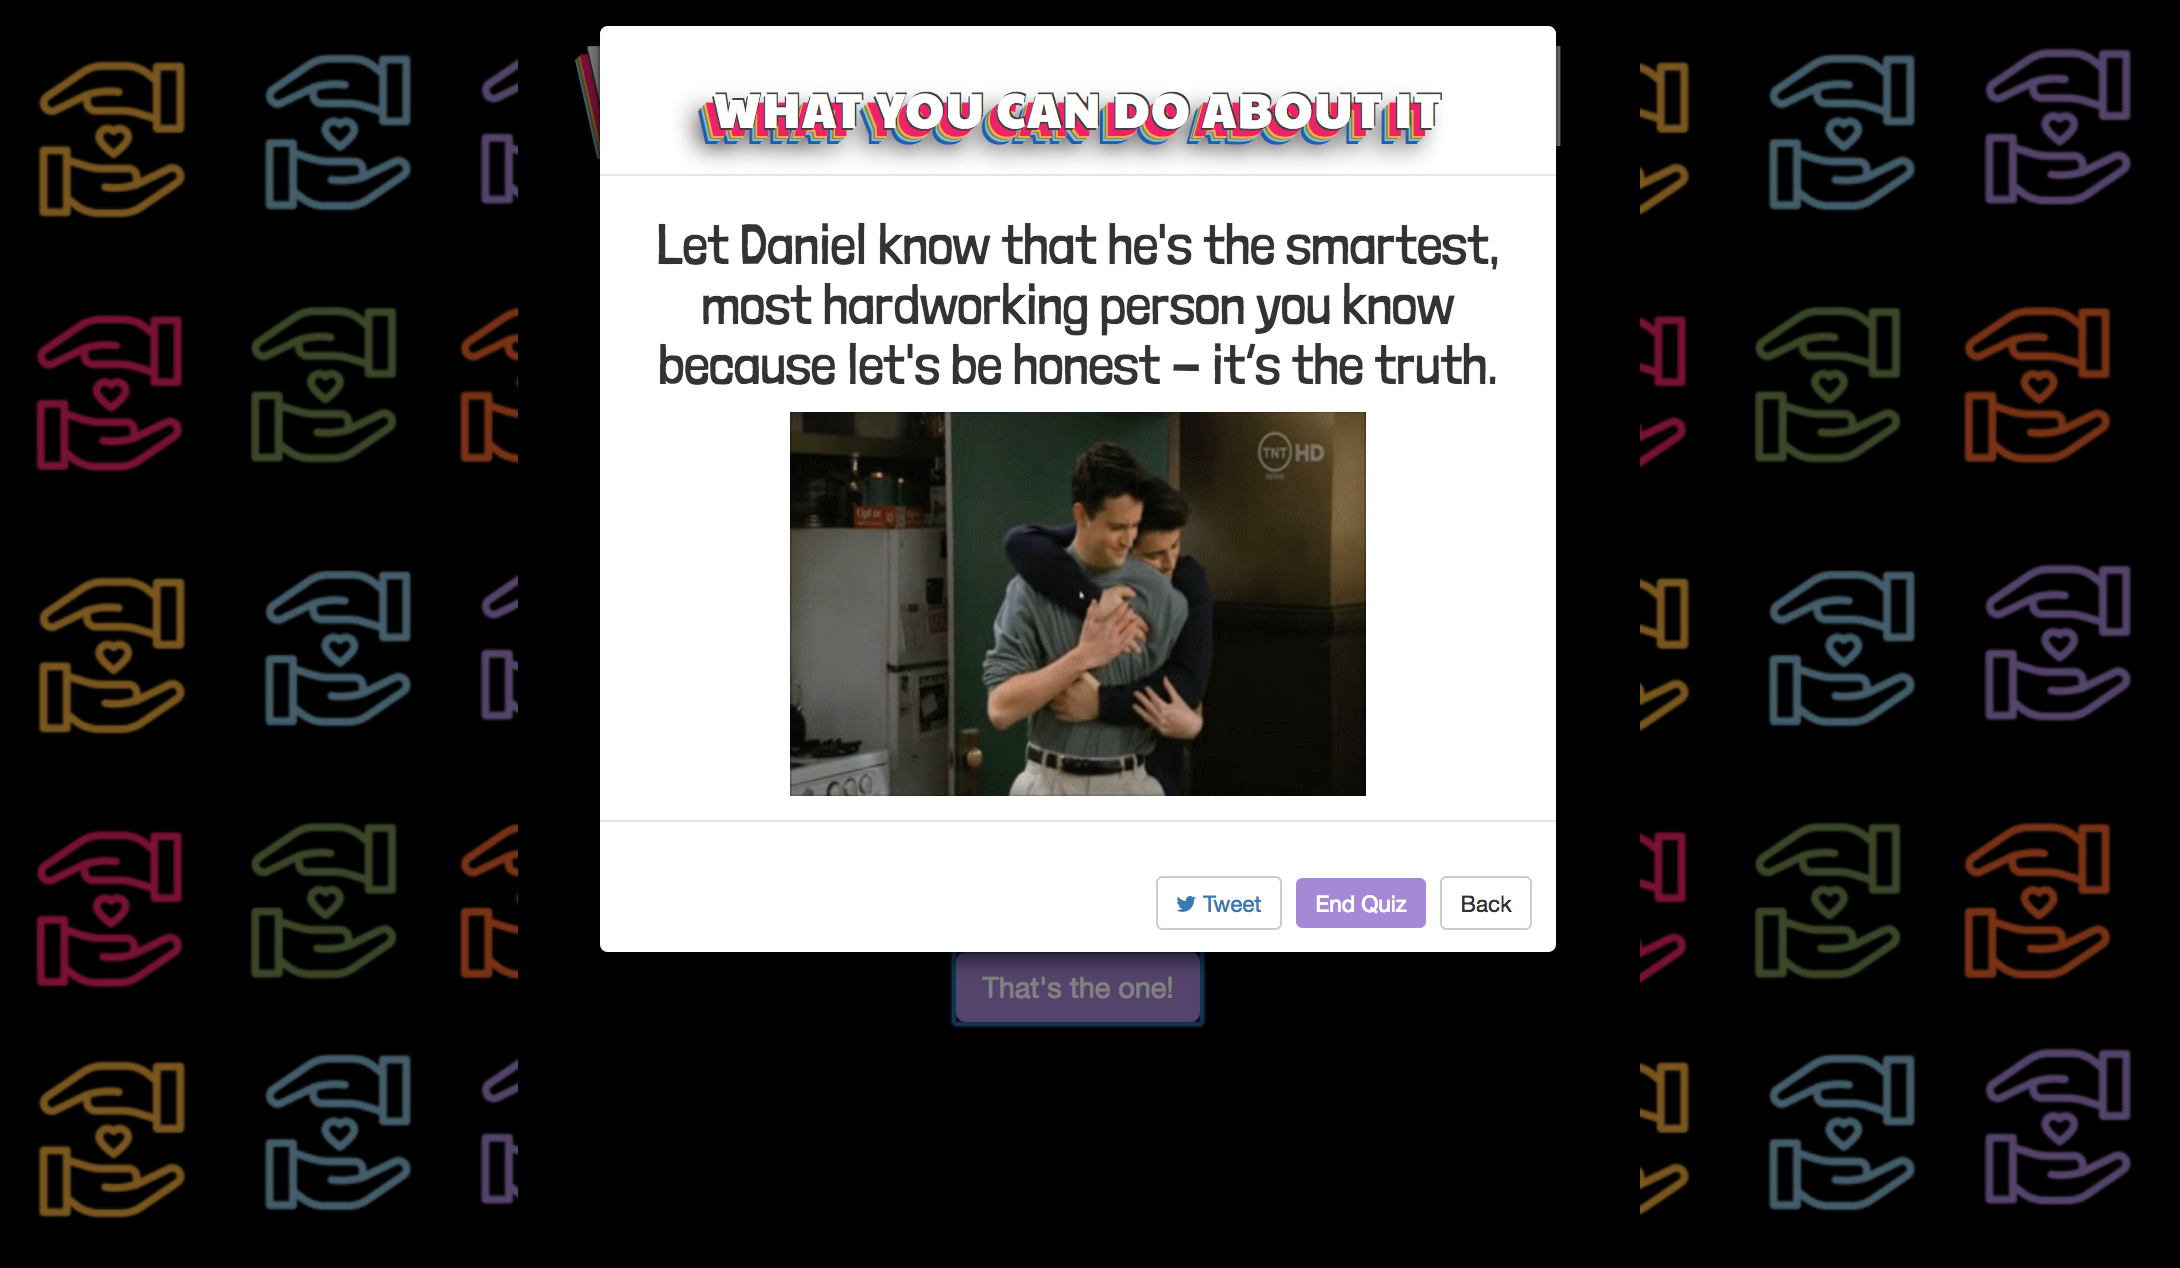 WHAT YOU CAN DO ABOUT IT
Let Daniel know that he's the smartest,
most hardworking person you know
because let's be honest – it’s the truth.
TNT HD
Tweet
End Quiz
Back
That's the one!